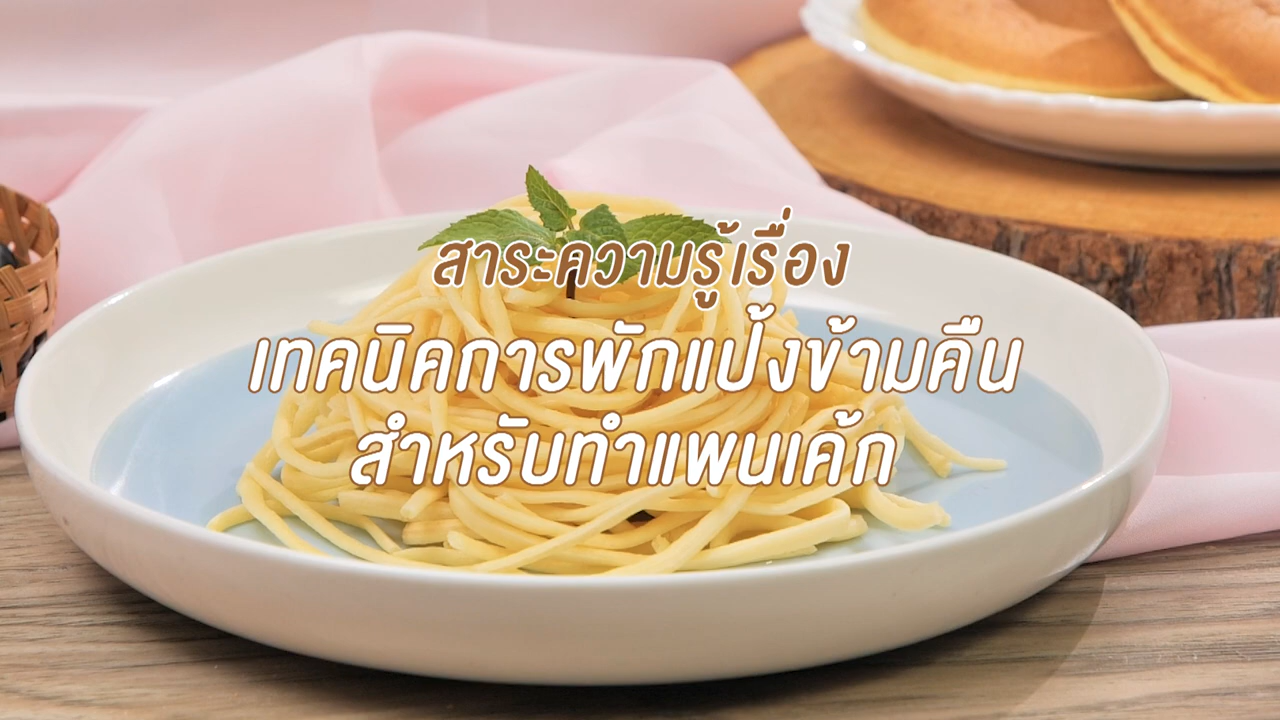 สาระความรู้เรื่อง
เทคนิคการพักแป้งข้ามคืน
สำหรับทำแพนเค้ก